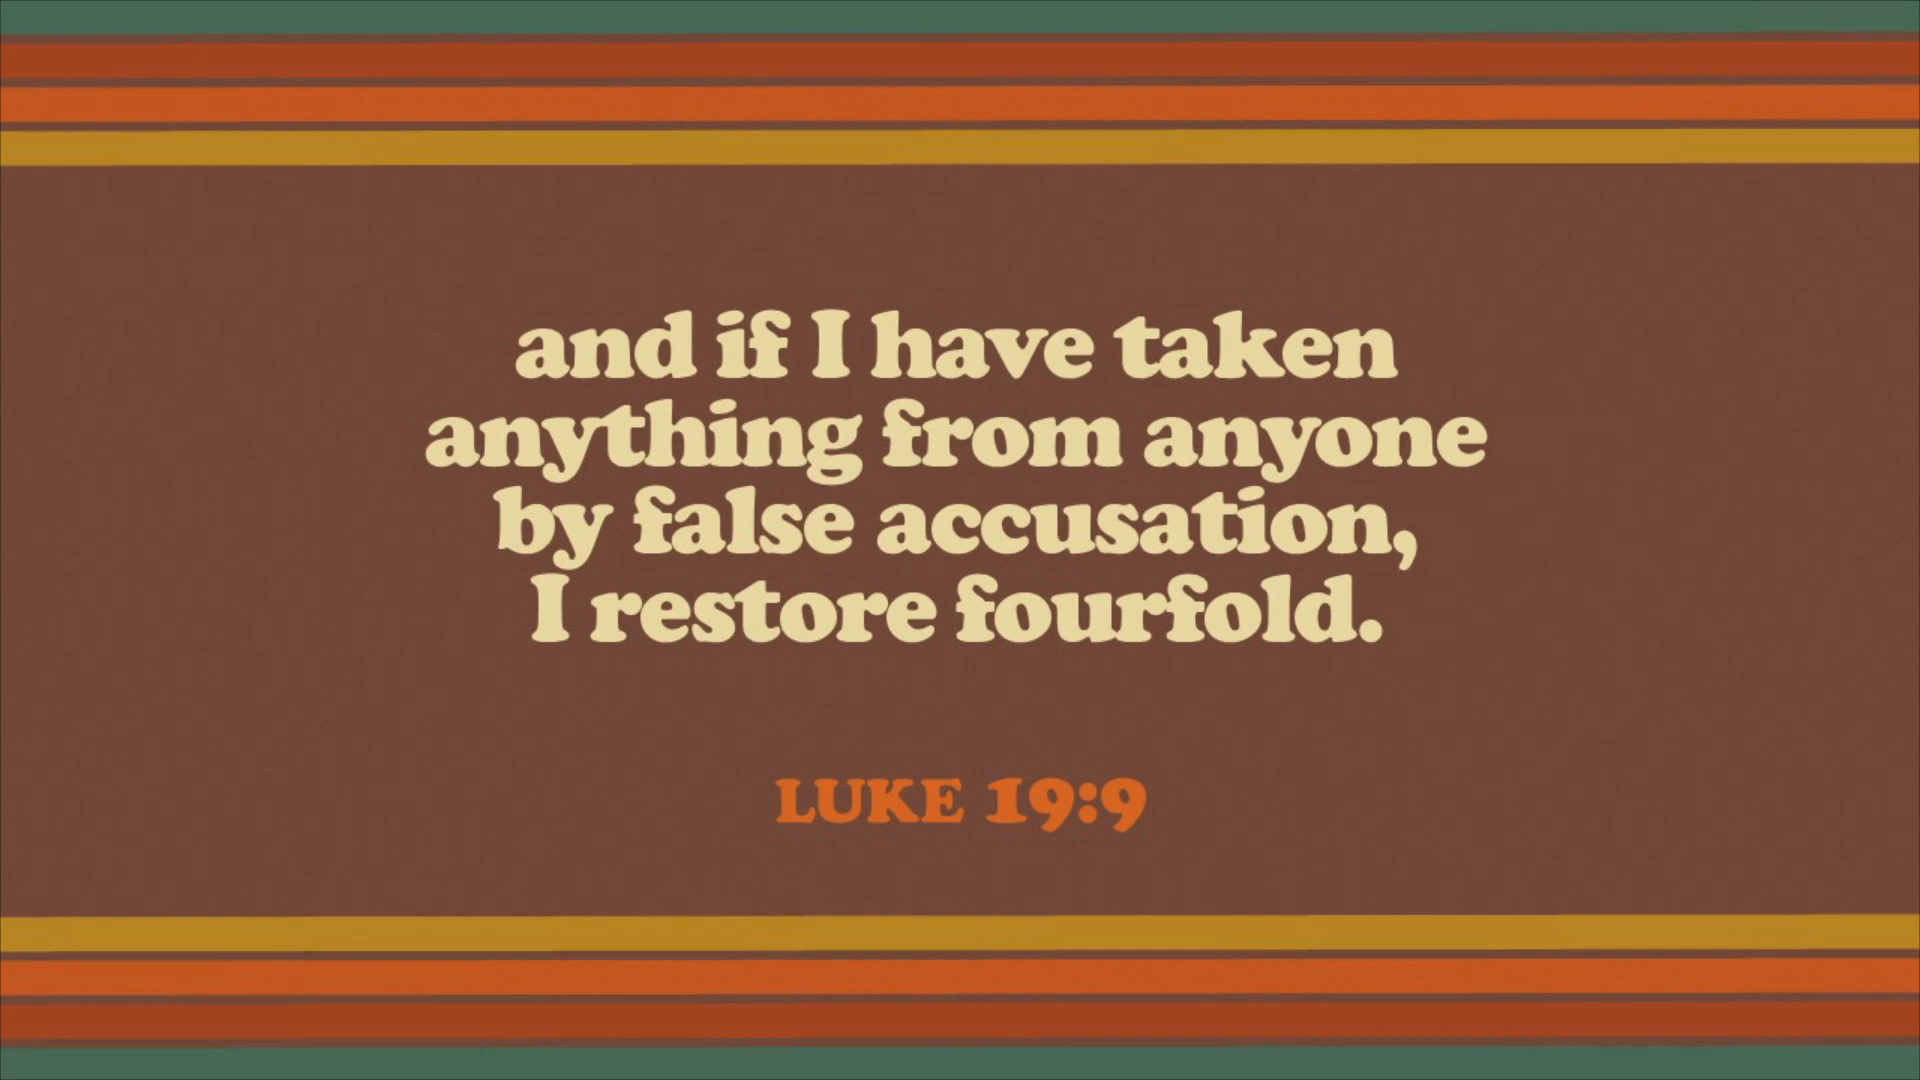 and if I have taken
anything from anyone
by false accusation,
I restore fourfold.
LUKE 19:9